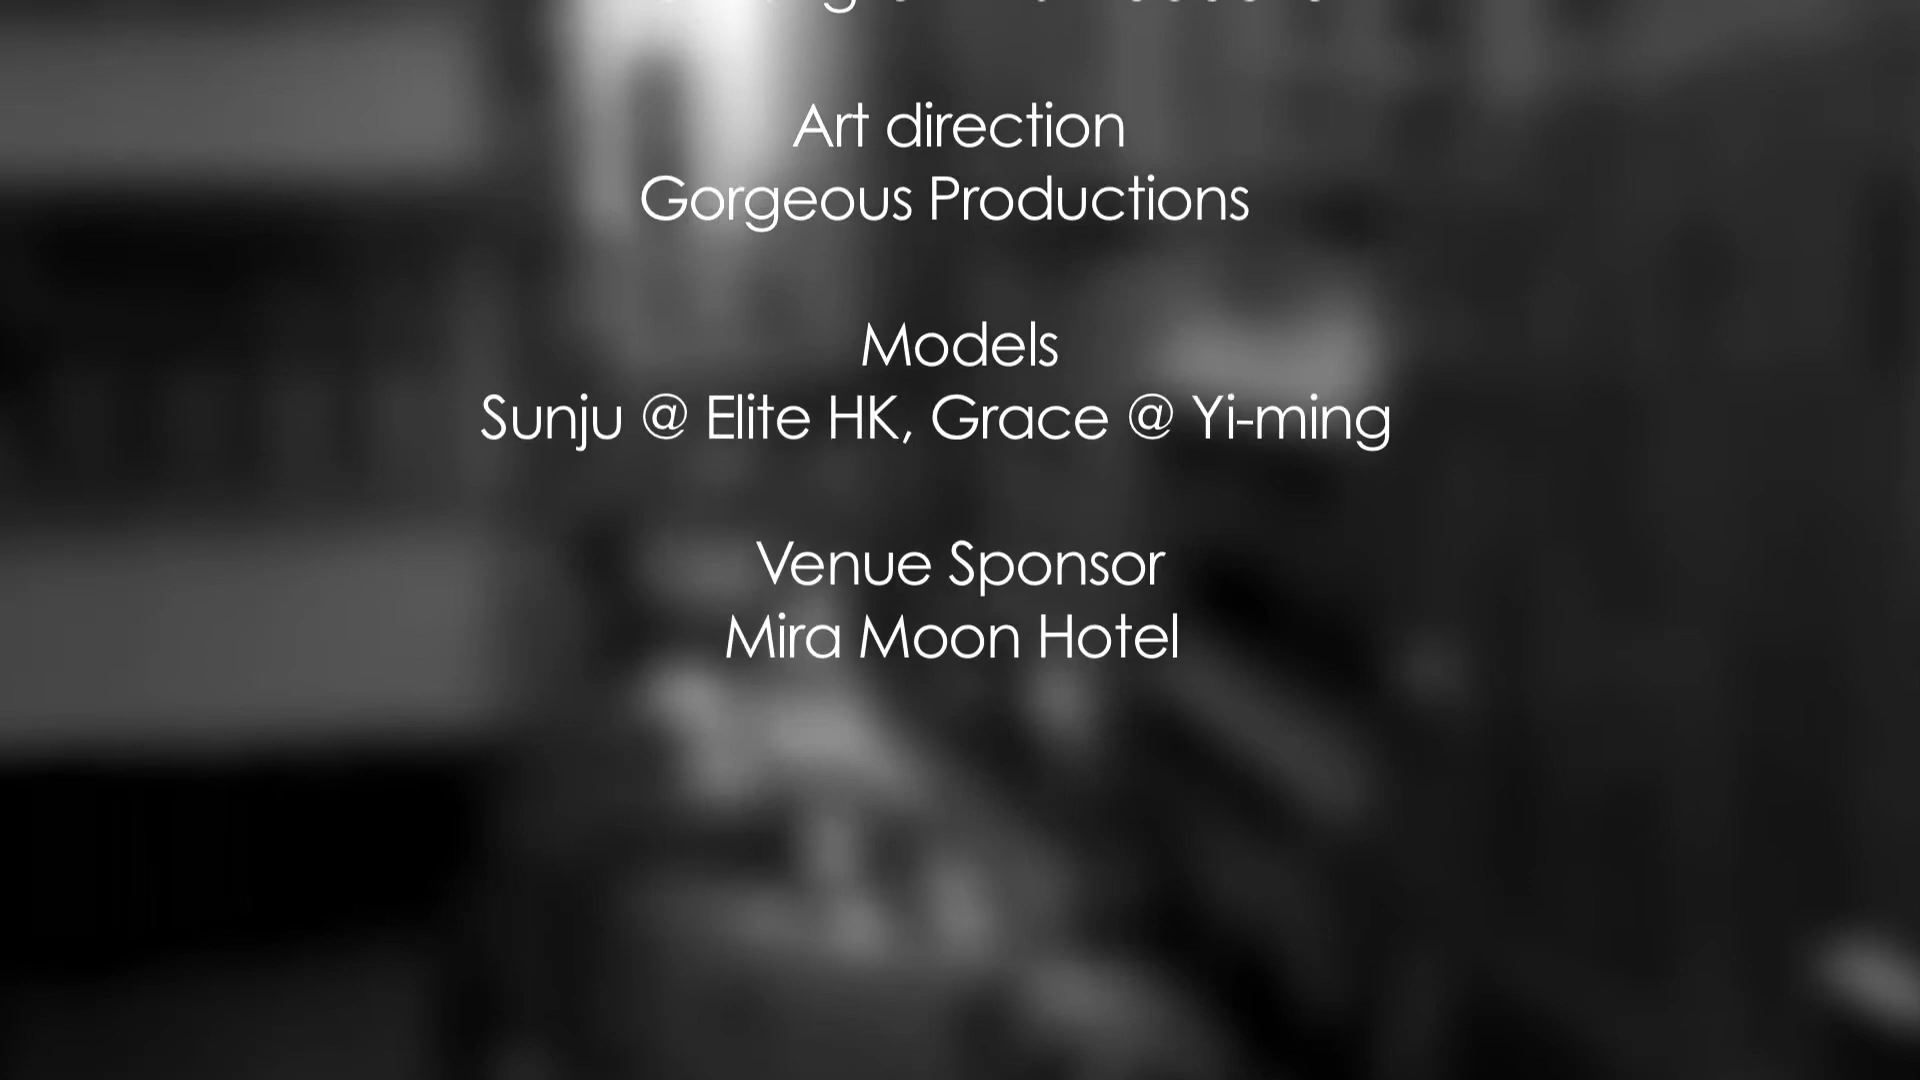 Art direction
Gorgeous Productions
Models
Sunju @ Elite HK, Grace @ Yi-ming
Venue Sponsor
Mira Moon Hotel